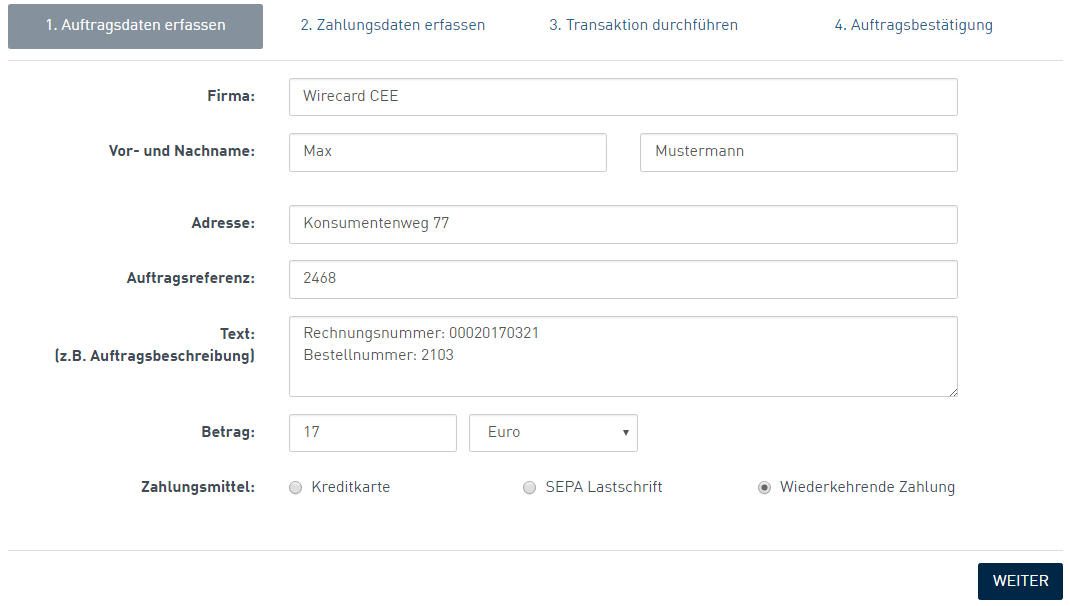 1. Auftragsdaten erfassen 2. Zahlungsdaten erfassen 3. Transaktion durchführen 4. Auftragsbestätigung
Firma: Wirecard CEE
Vor- und Nachname: Max Mustermann
Adresse: Konsumentenweg 77
Auftragsreferenz: 2468
Text: Rechnungsnummer: 00020170321
(z.B. Auftragsbeschreibung) Bestellnummer: 2103
Betrag: 17 Euro
Zahlungsmittel: Kreditkarte SEPA Lastschrift Wiederkehrende Zahlung
WEITER